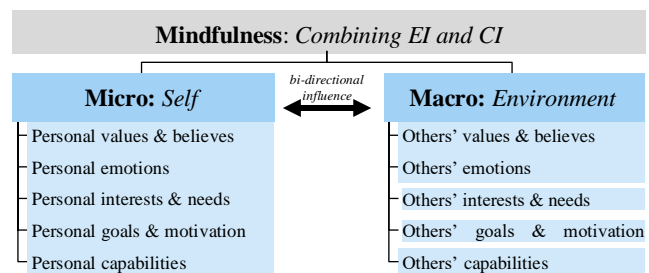 Mindfulness: Combining EI and CI
bi-directional
influence
Micro: Self
Macro: Environment
Personal values & believes
Personal emotions
Personal interests & needs
Personal goals & motivation
Personal capabilities
Others’ values & believes
Others’ emotions
Others’ interests & needs
Others’ goals & motivation
Others’ capabilities